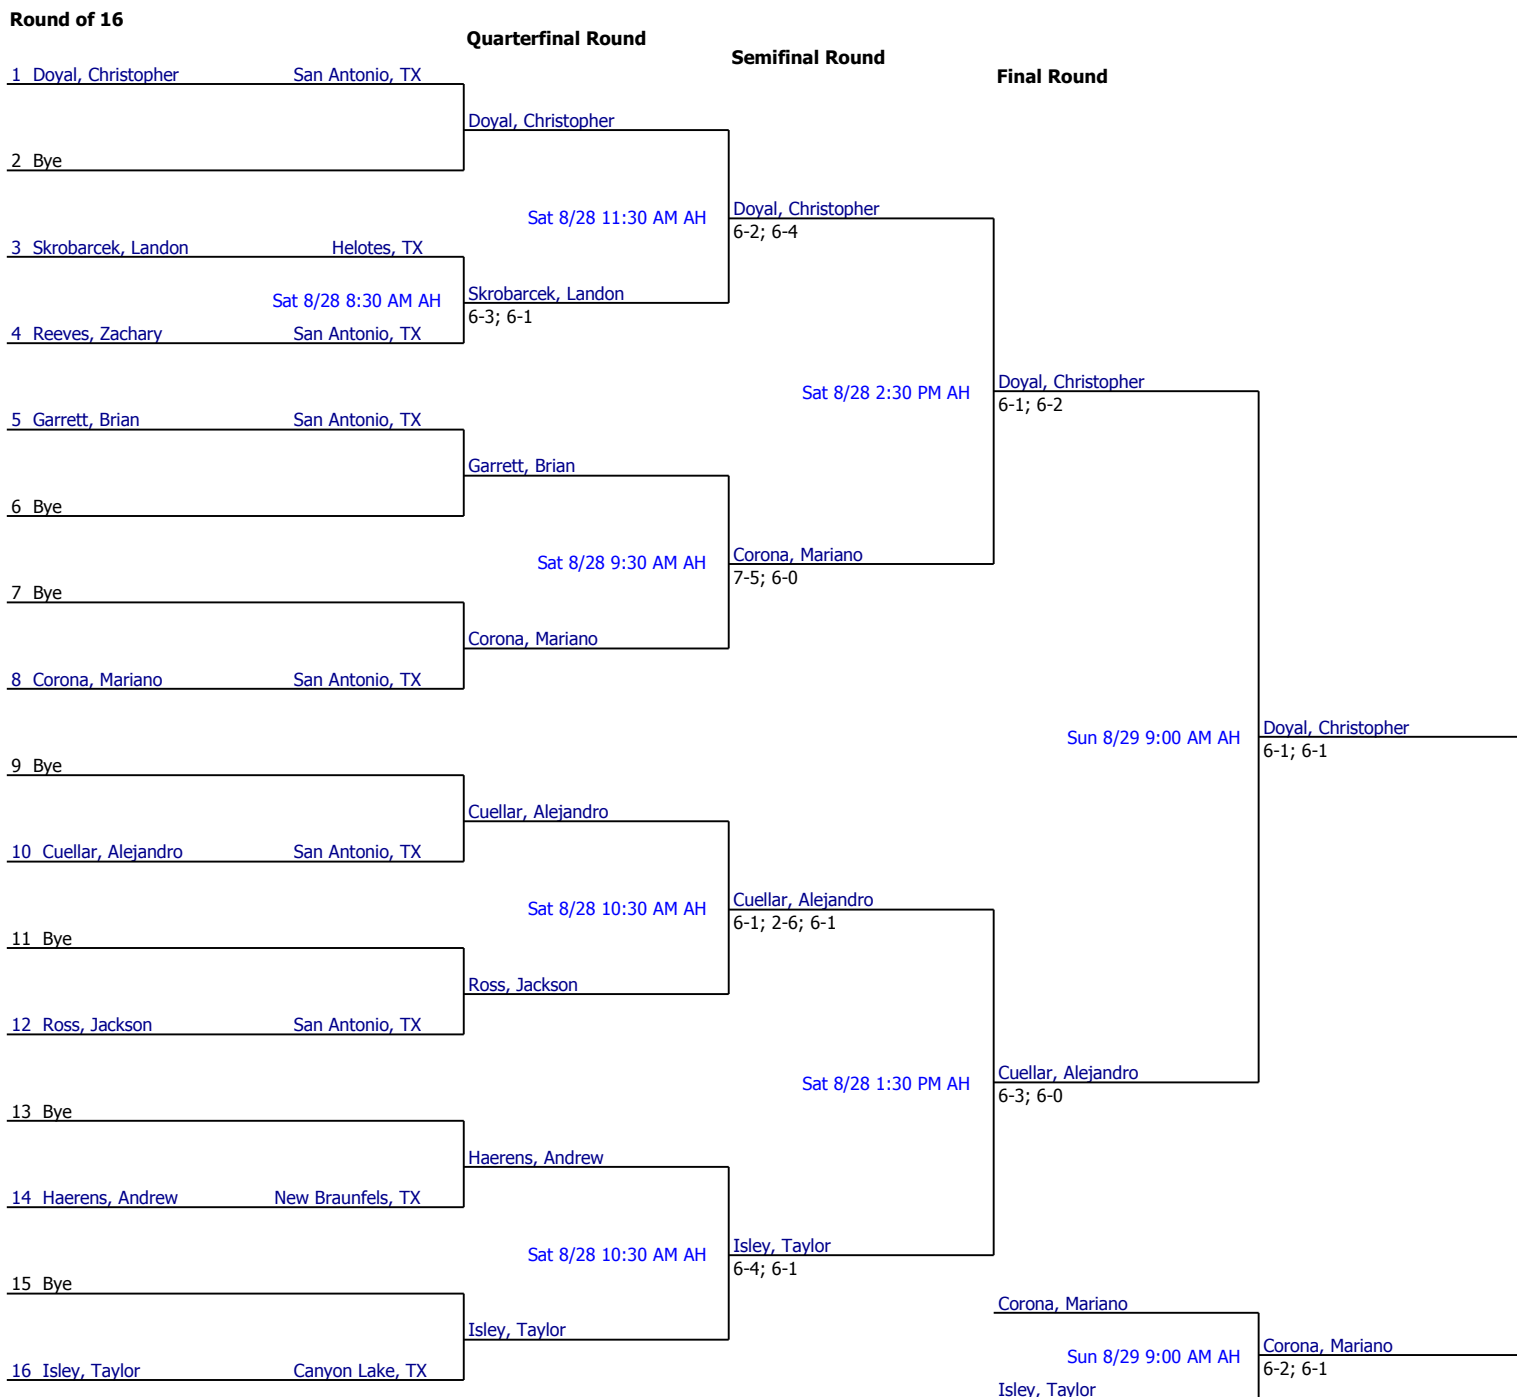 Round of 16
Quarterfinal Round
Semifinal Round
Final Round
1 Doyal, Christopher San Antonio, TX
Doyal, Christopher
2 Bye
Sat 8/28 11:30 AM AH
Doyal, Christopher
6-2; 6-4
3 Skrobarcek, Landon Helotes, TX
Sat 8/28 8:30 AM AH
Skrobarcek, Landon
6-3; 6-1
4 Reeves, Zachary San Antonio, TX
Sat 8/28 2:30 PM AH
Doyal, Christopher
6-1; 6-2
5 Garrett, Brian San Antonio, TX
Garrett, Brian
6 Bye
Sat 8/28 9:30 AM AH
Corona, Mariano
7-5; 6-0
7 Bye
Corona, Mariano
8 Corona, Mariano San Antonio, TX
Sun 8/29 9:00 AM AH
Doyal, Christopher
6-1; 6-1
9 Bye
Cuellar, Alejandro
10 Cuellar, Alejandro San Antonio, TX
Sat 8/28 10:30 AM AH
Cuellar, Alejandro
6-1; 2-6; 6-1
11 Bye
Ross, Jackson
12 Ross, Jackson San Antonio, TX
Sat 8/28 1:30 PM AH
Cuellar, Alejandro
6-3; 6-0
13 Bye
Haerens, Andrew
14 Haerens, Andrew New Braunfels, TX
Sat 8/28 10:30 AM AH
Isley, Taylor
6-4; 6-1
15 Bye
Isley, Taylor
16 Isley, Taylor Canyon Lake, TX
Corona, Mariano
Sun 8/29 9:00 AM AH
Corona, Mariano
6-2; 6-1
Isley, Taylor